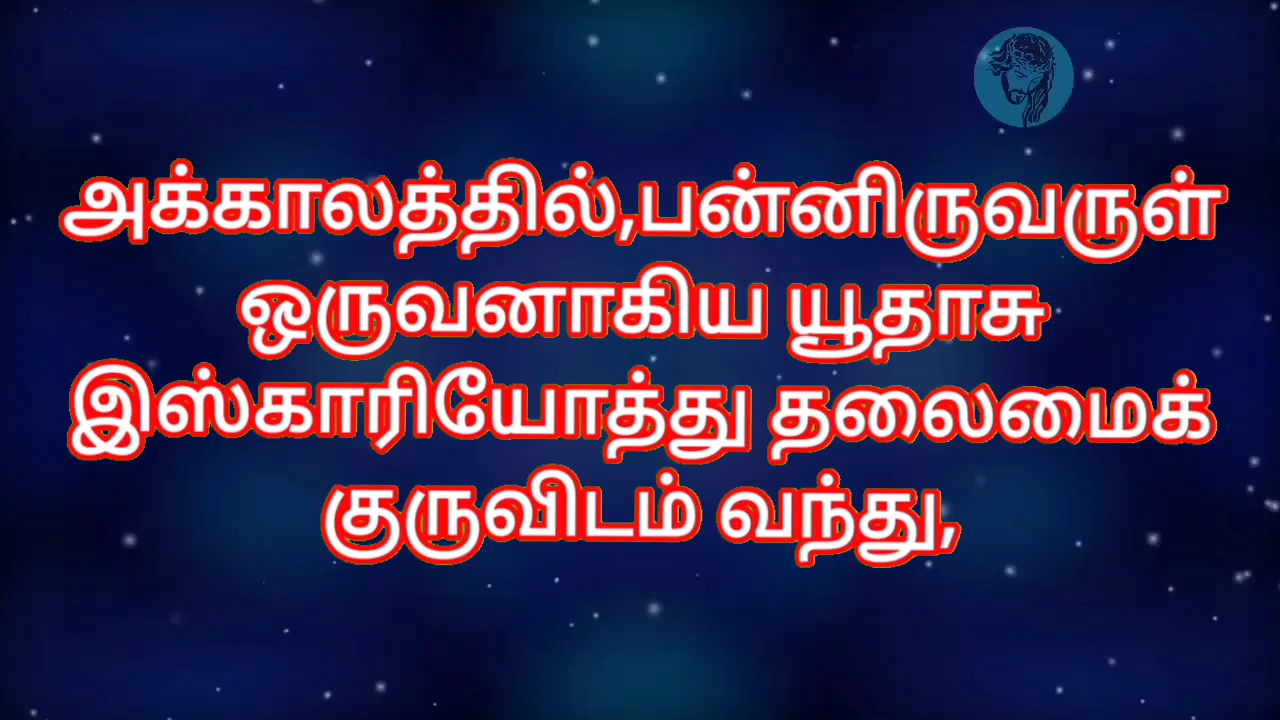 அக்காலத்தில்,பன்னிருவருள்
ஒருவனாகிய யூதாசு
இஸ்காரியோத்து தலைமைக்
குருவிடம் வந்து,